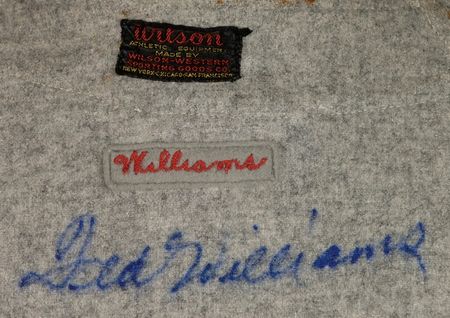 Wilson
ATHLETIC EQUIPMENT
MADE BY
WILSON-WESTERN
SPORTING GOODS CO.
NEW YORK-CHICAGO-SAN FRANCISCO
Williams
Ted Williams